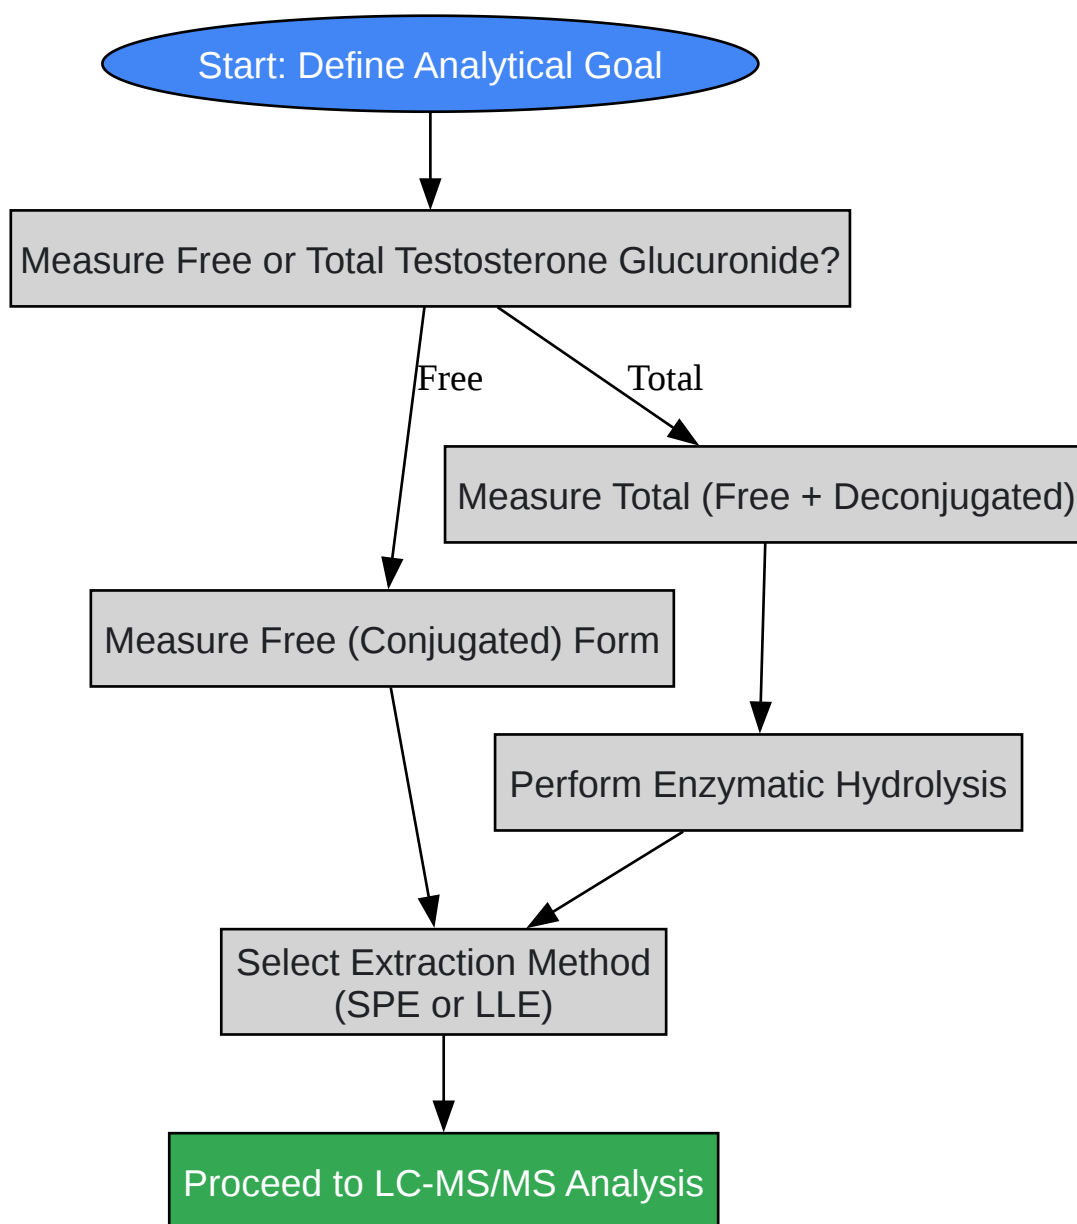 Start: Define Analytical Goal
Measure Free or Total Testosterone Glucuronide?
Free
Total
Measure Total (Free + Deconjugated)
Measure Free (Conjugated) Form
Perform Enzymatic Hydrolysis
Select Extraction Method
(SPE or LLE)
Proceed to LC-MS/MS Analysis